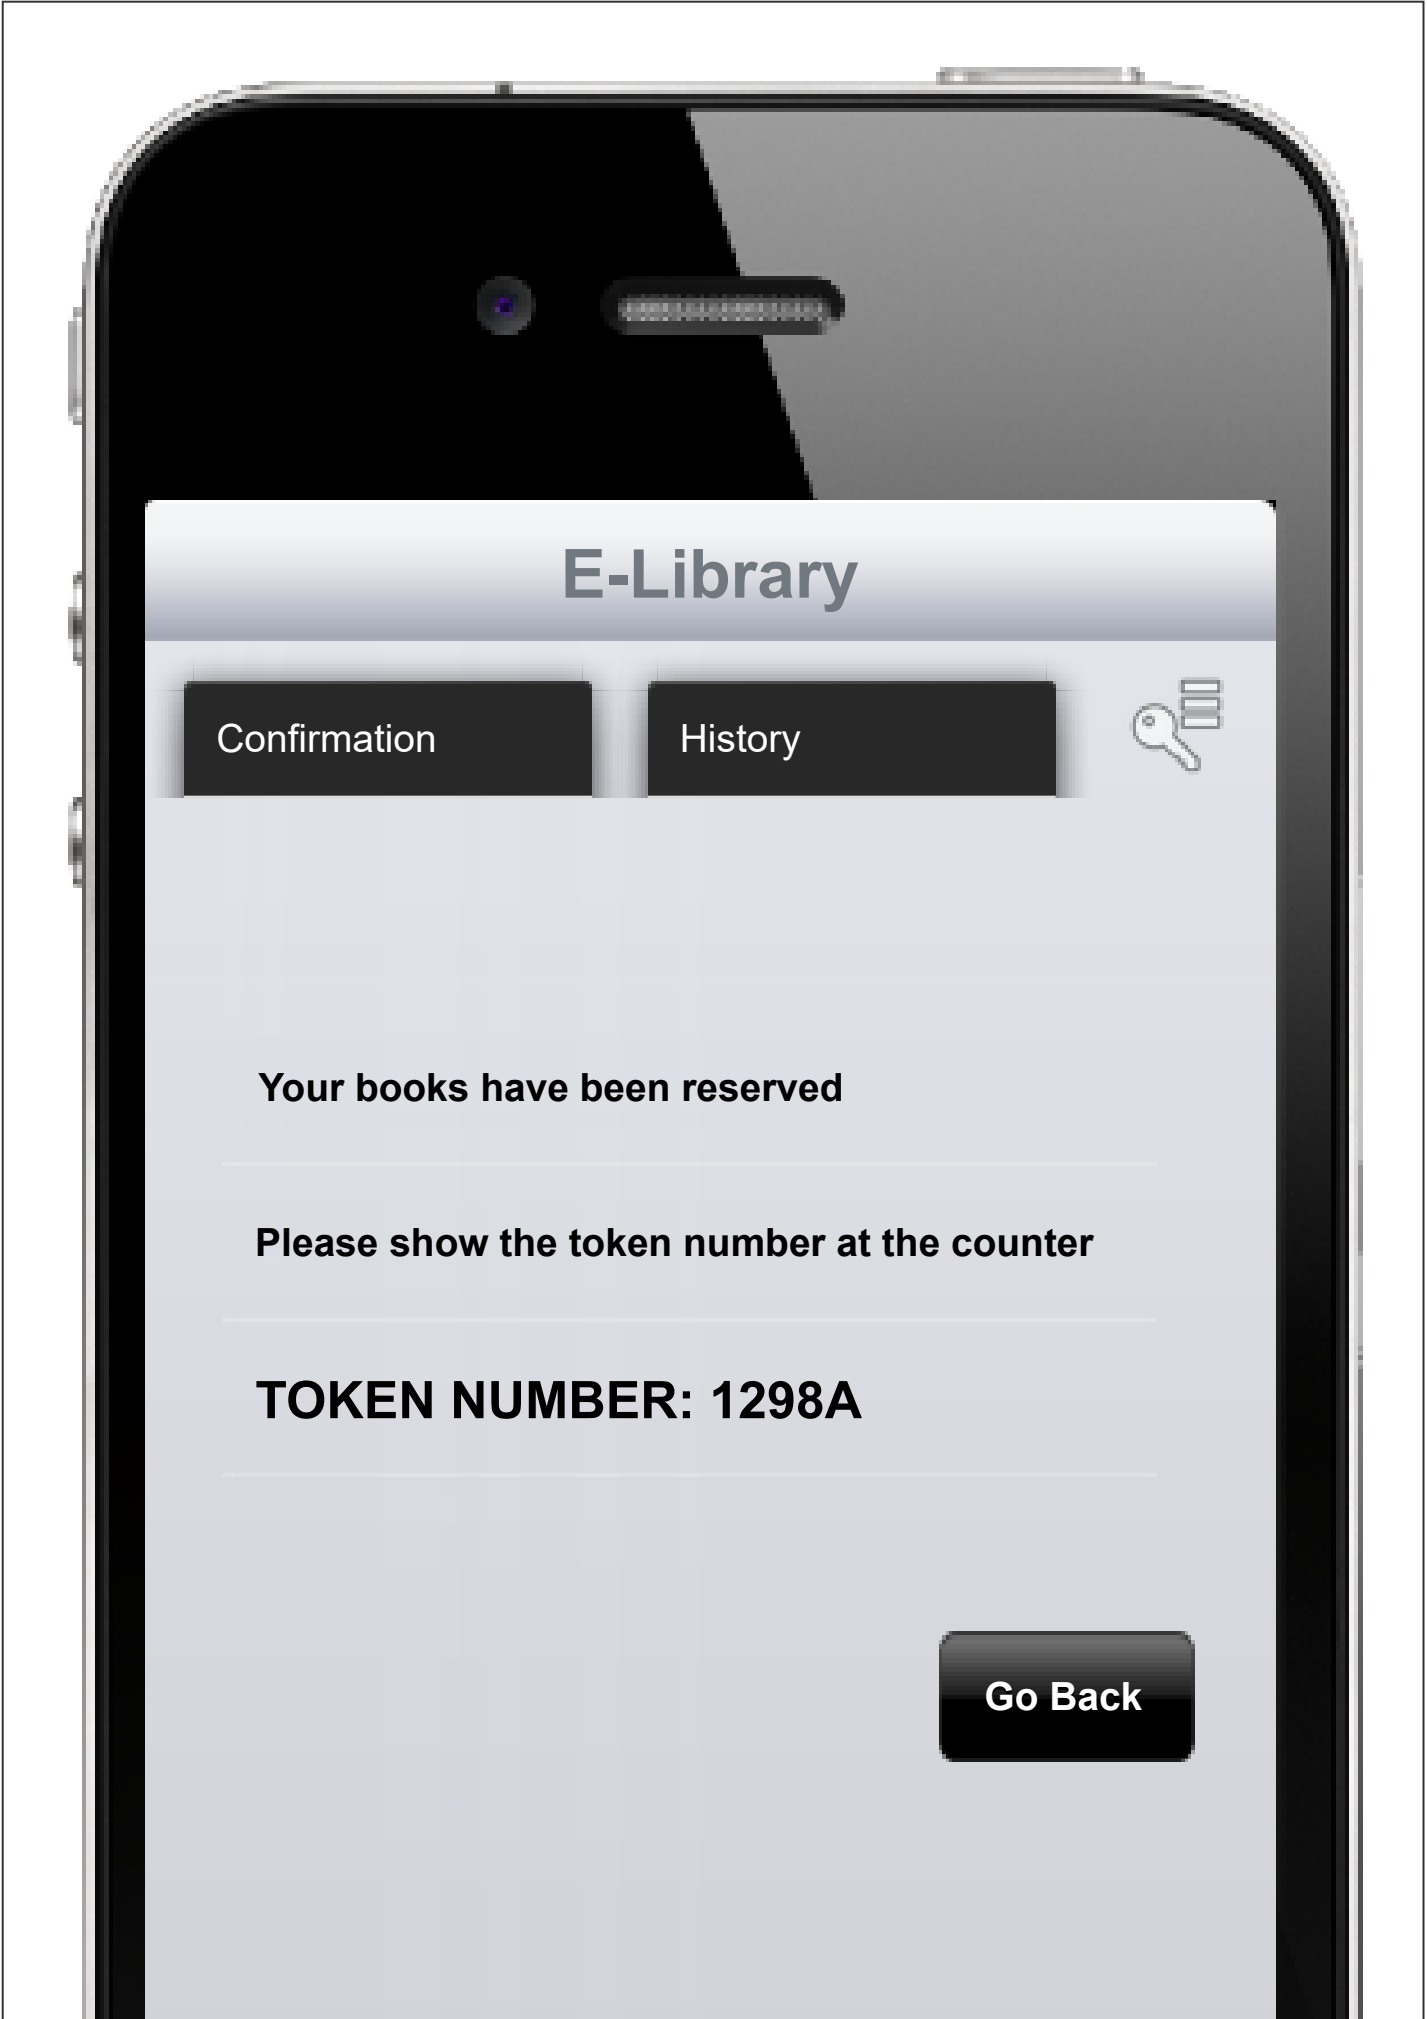 E-Library
Confirmation
History
Your books have been reserved
Please show the token number at the counter
TOKEN NUMBER: 1298A
Go Back